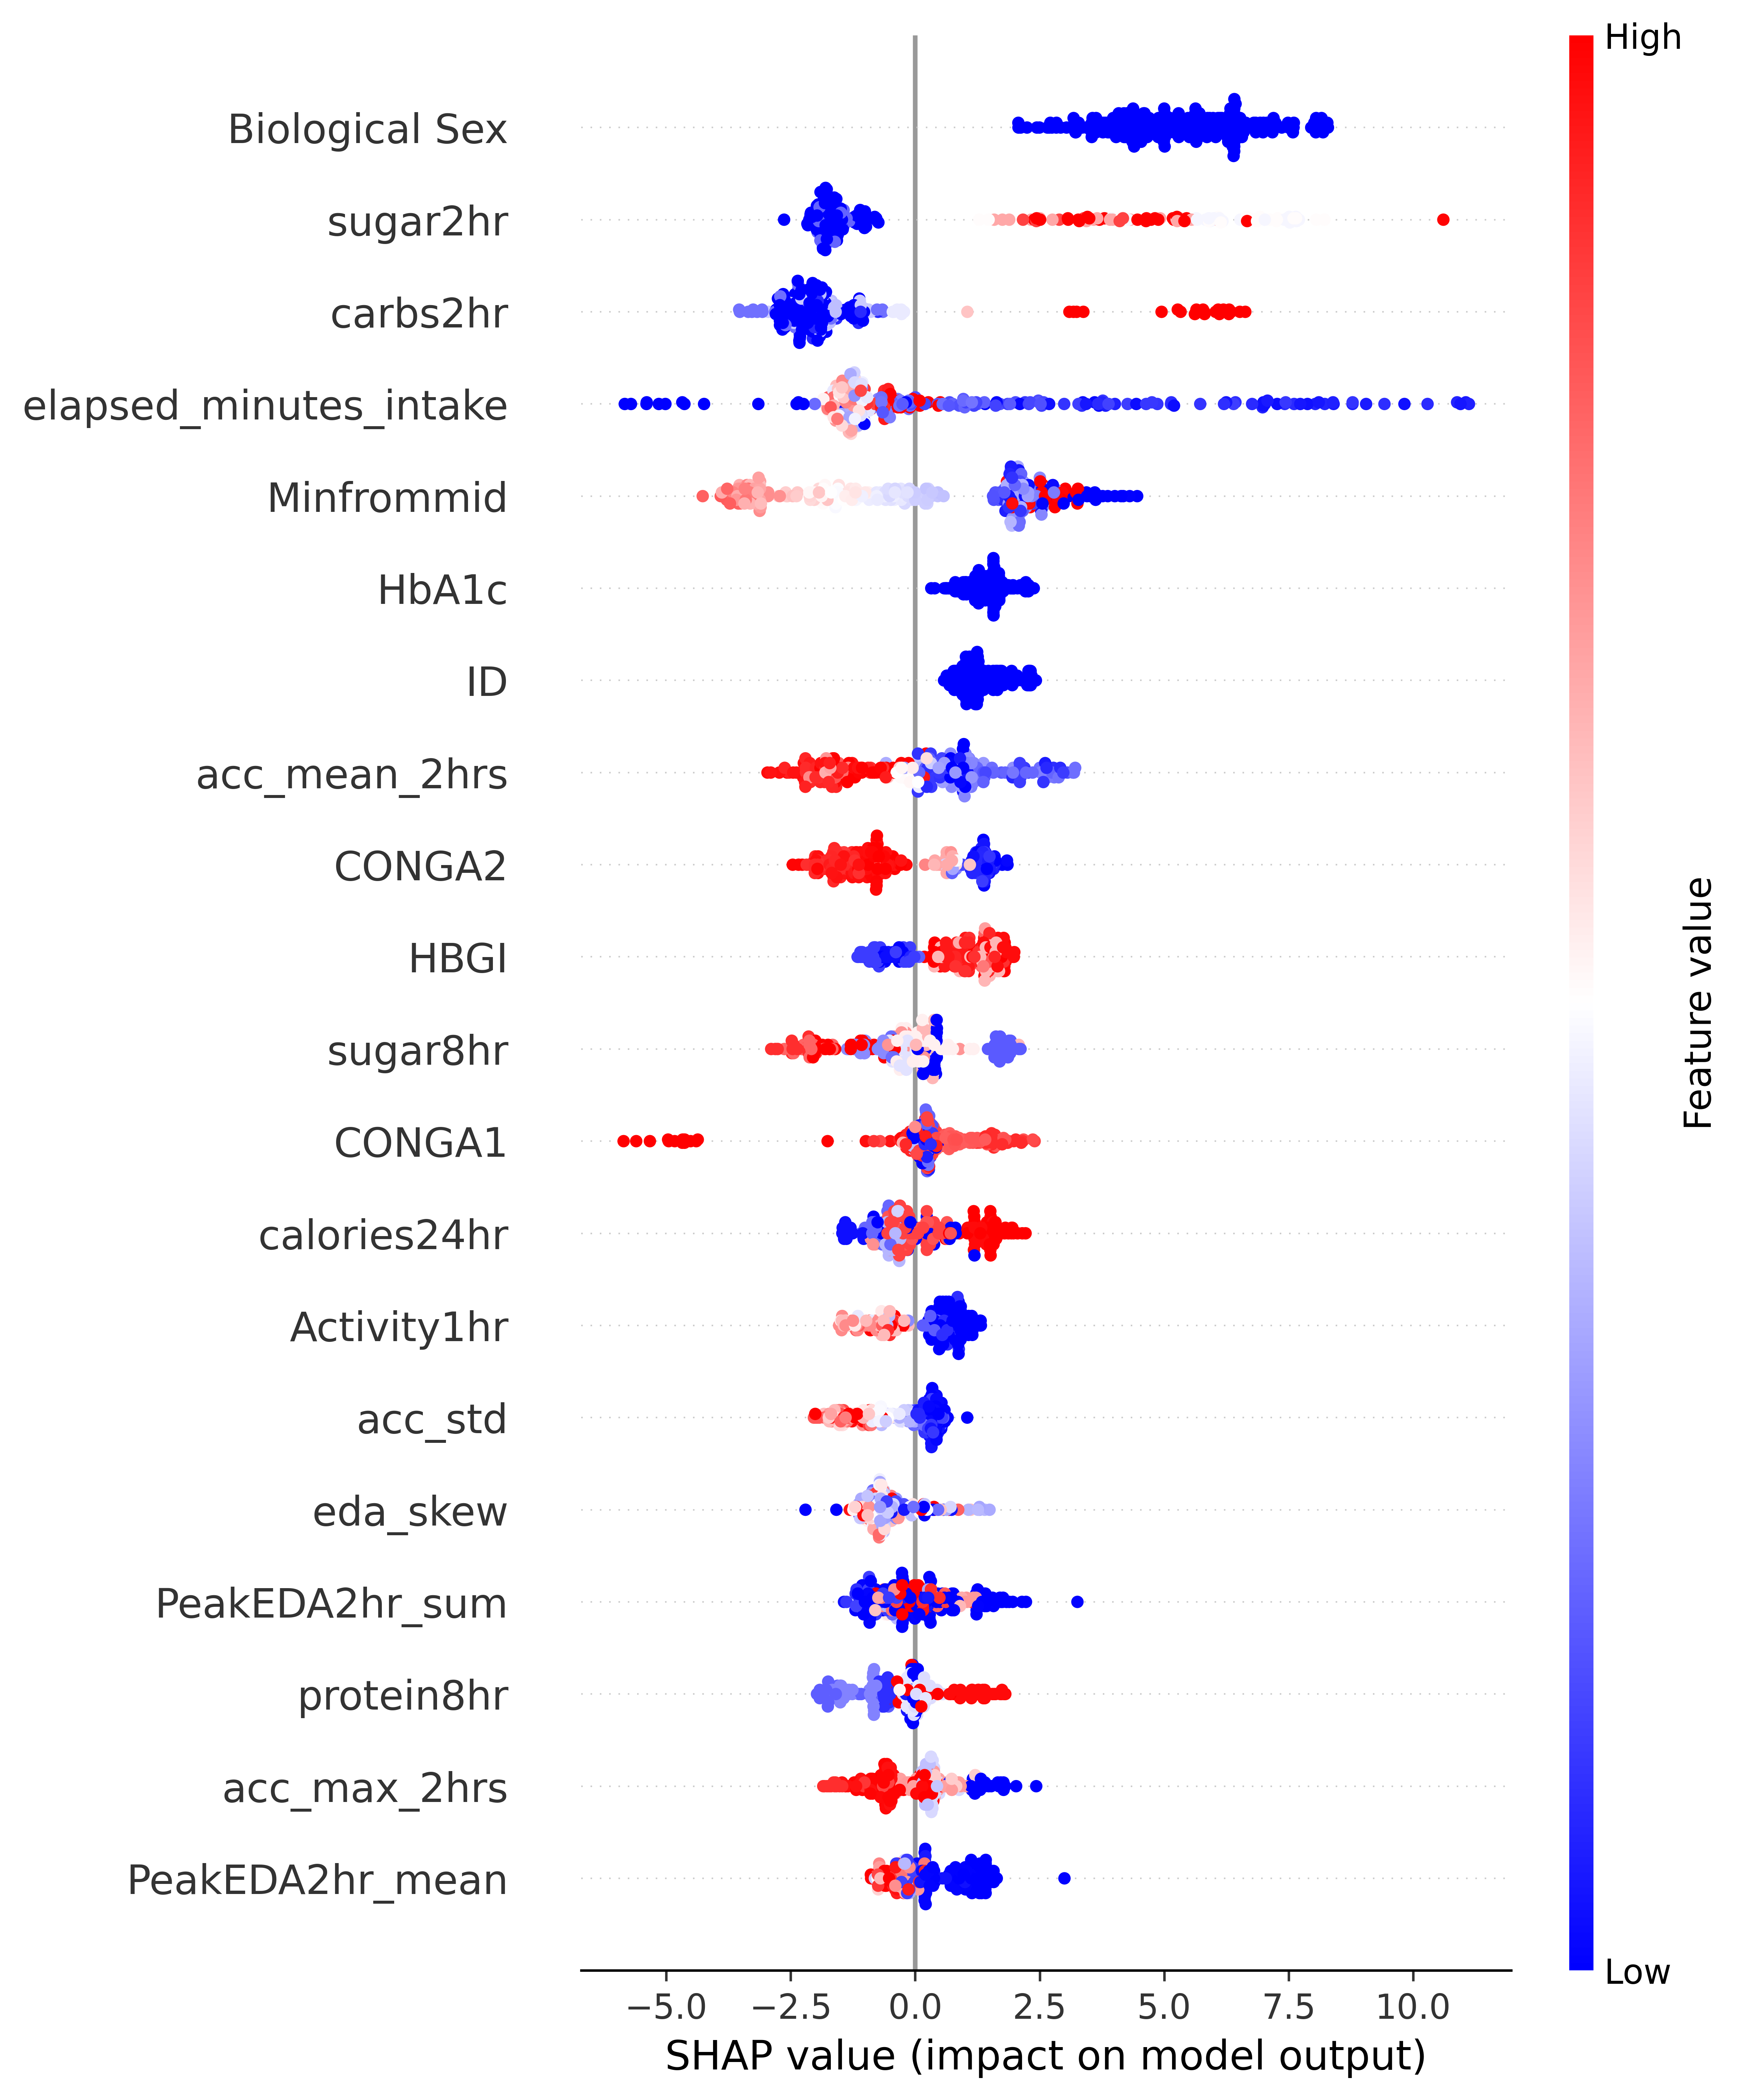 High
Biological Sex
sugar2hr
carbs2hr
elapsed_minutes_intake
Minfrommid
HbA1c
ID
acc_mean_2hrs
CONGA2
HBGI
sugar8hr
CONGA1
calories24hr
Activity1hr
acc_std
eda_skew
PeakEDA2hr_sum
protein8hr
acc_max_2hrs
PeakEDA2hr_mean
Feature value
Low
−5.0 −2.5 0.0 2.5 5.0 7.5 10.0
SHAP value (impact on model output)